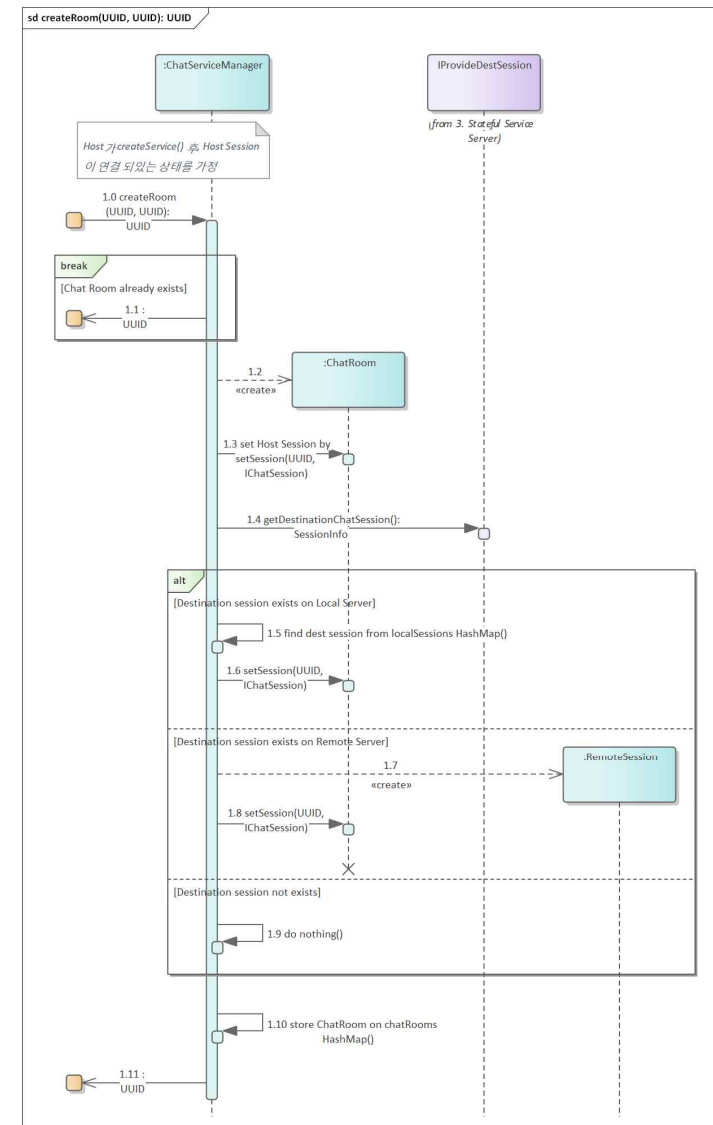 sd createRoom(UUID, UUID): UUID
:ChatServiceManager
IProvideDestSession
(from 3. Stateful Service
Server)
Host 가 createService() 후, Host Session
이 연결 되있는 상태를 가정
1.0 createRoom
(UUID, UUID):
UUID
break
[Chat Room already exists]
1.1 :
UUID
:ChatRoom
1.2
«create»
1.3 set Host Session by
setSession(UUID,
IChatSession)
1.4 getDestinationChatSession():
SessionInfo
alt
[Destination session exists on Local Server]
1.5 find dest session from localSessions HashMap()
1.6 setSession(UUID,
IChatSession)
[Destination session exists on Remote Server]
:RemoteSession
1.7
«create»
1.8 setSession(UUID,
IChatSession)
[Destination session not exists]
1.9 do nothing()
1.10 store ChatRoom on chatRooms
HashMap()
1.11 :
UUID